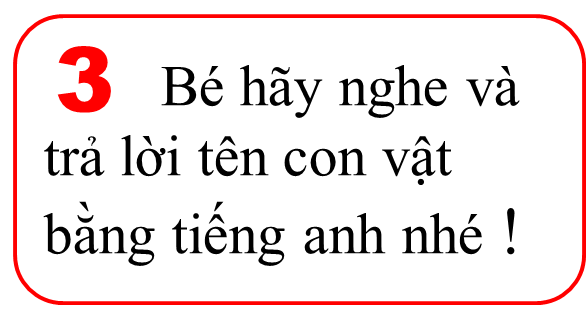 3 Bé hãy nghe và
trả lời tên con vật
bằng tiếng anh nhé !